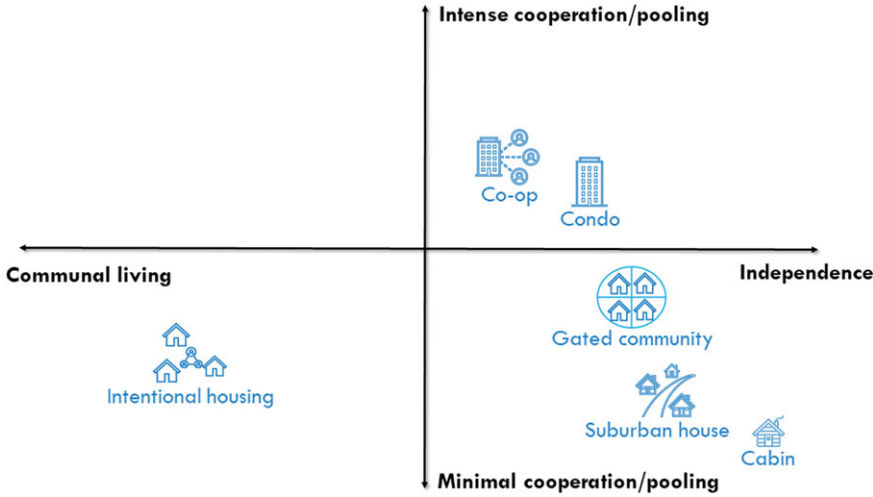 Intense cooperation/pooling
Co-op
Condo
Communal living
Independence
Gated community
Intentional housing
Suburban house
Cabin
Minimal cooperation/pooling